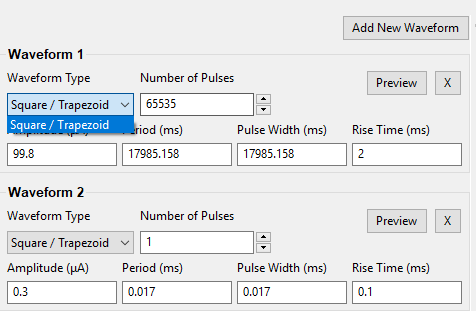 Add New Waveform
Waveform 1
Waveform Type Number of Pulses
Square / Trapezoid 65535 Preview X
Square / Trapezoid
Period (ms) Pulse Width (ms) Rise Time (ms)
99.8 17985.158 17985.158 2
Waveform 2
Waveform Type Number of Pulses
Square / Trapezoid 1 Preview X
Amplitude (µA) Period (ms) Pulse Width (ms) Rise Time (ms)
0.3 0.017 0.017 0.1